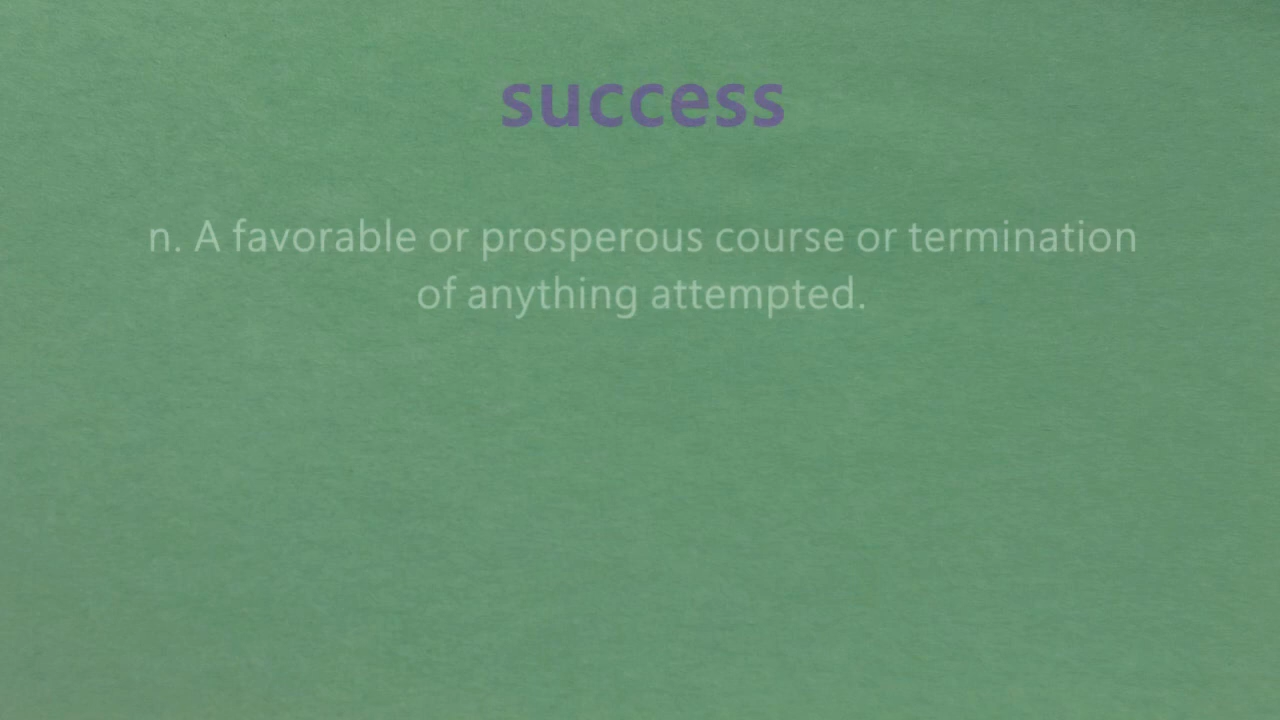 success
n. A favorable or prosperous course or termination
of anything attempted.